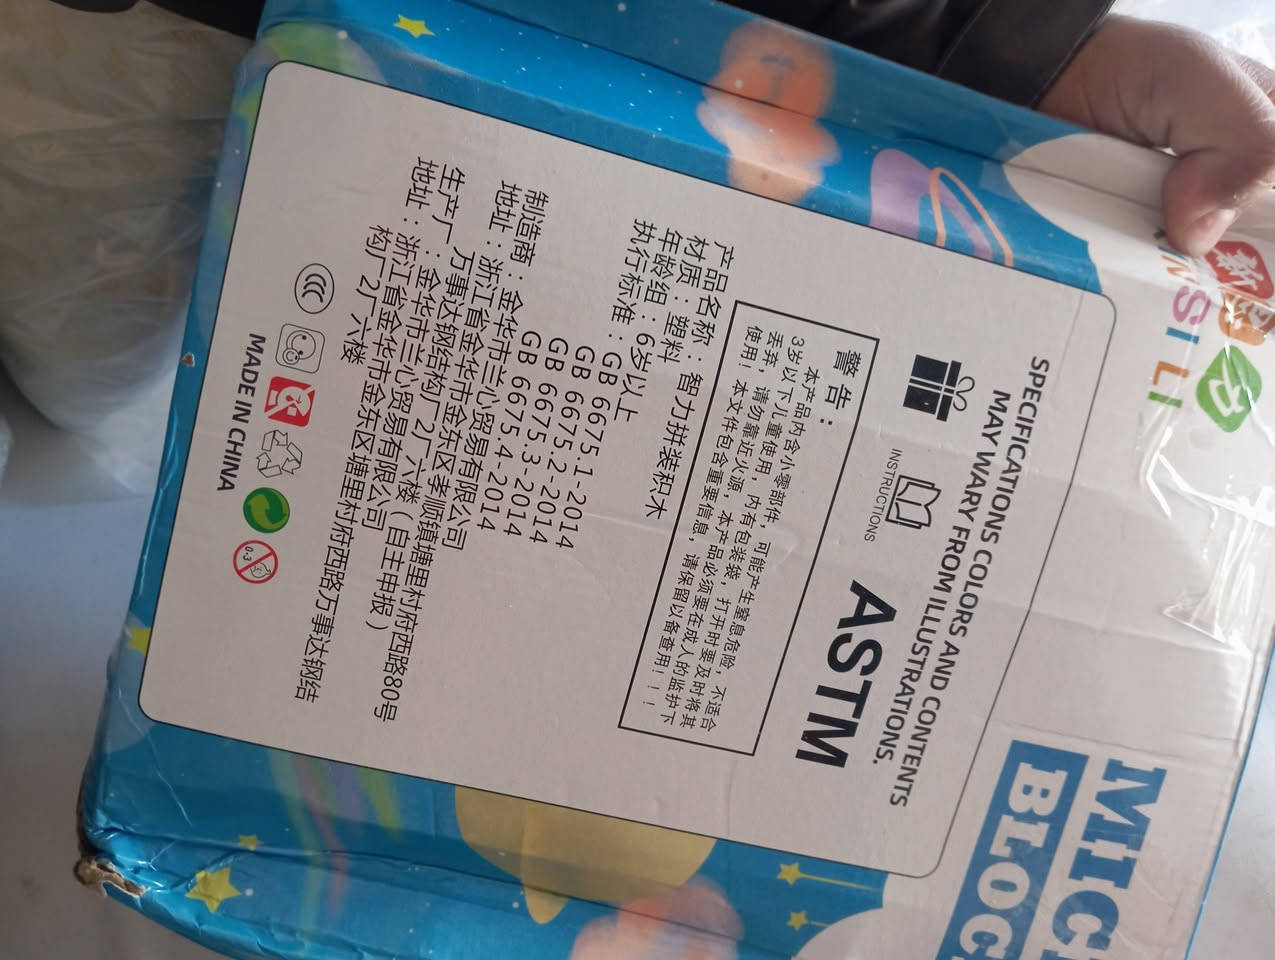 新思力
SI LI
MIC
BLOC
SPECIFICATIONS COLORS AND CONTENTS
MAY WARY FROM ILLUSTRATIONS.
INSTRUCTIONS
ASTM
警告：
本产品内含小零部件，可能产生窒息危险，不适合
3岁以下儿童使用，内有包装袋，打开时要及时将其
丢弃，请勿靠近火源，本产品必须要在成人的监护下
使用！本文件包含重要信息，请保留以备查用！！！
产品名称：智力拼装积木
材质：塑料
年龄组：6岁以上
执行标准：GB 6675.1-2014
GB 6675.2-2014
GB 6675.3-2014
GB 6675.4-2014
制造商：金华市兰心贸易有限公司
地址：浙江省金华市金东区孝顺镇塘里村府西路80号
万事达钢结构厂2厂六楼（自主申报）
生产厂：金华市兰心贸易有限公司
地址：浙江省金华市金东区塘里村府西路万事达钢结
构厂2厂六楼
CCC
0-3
MADE IN CHINA